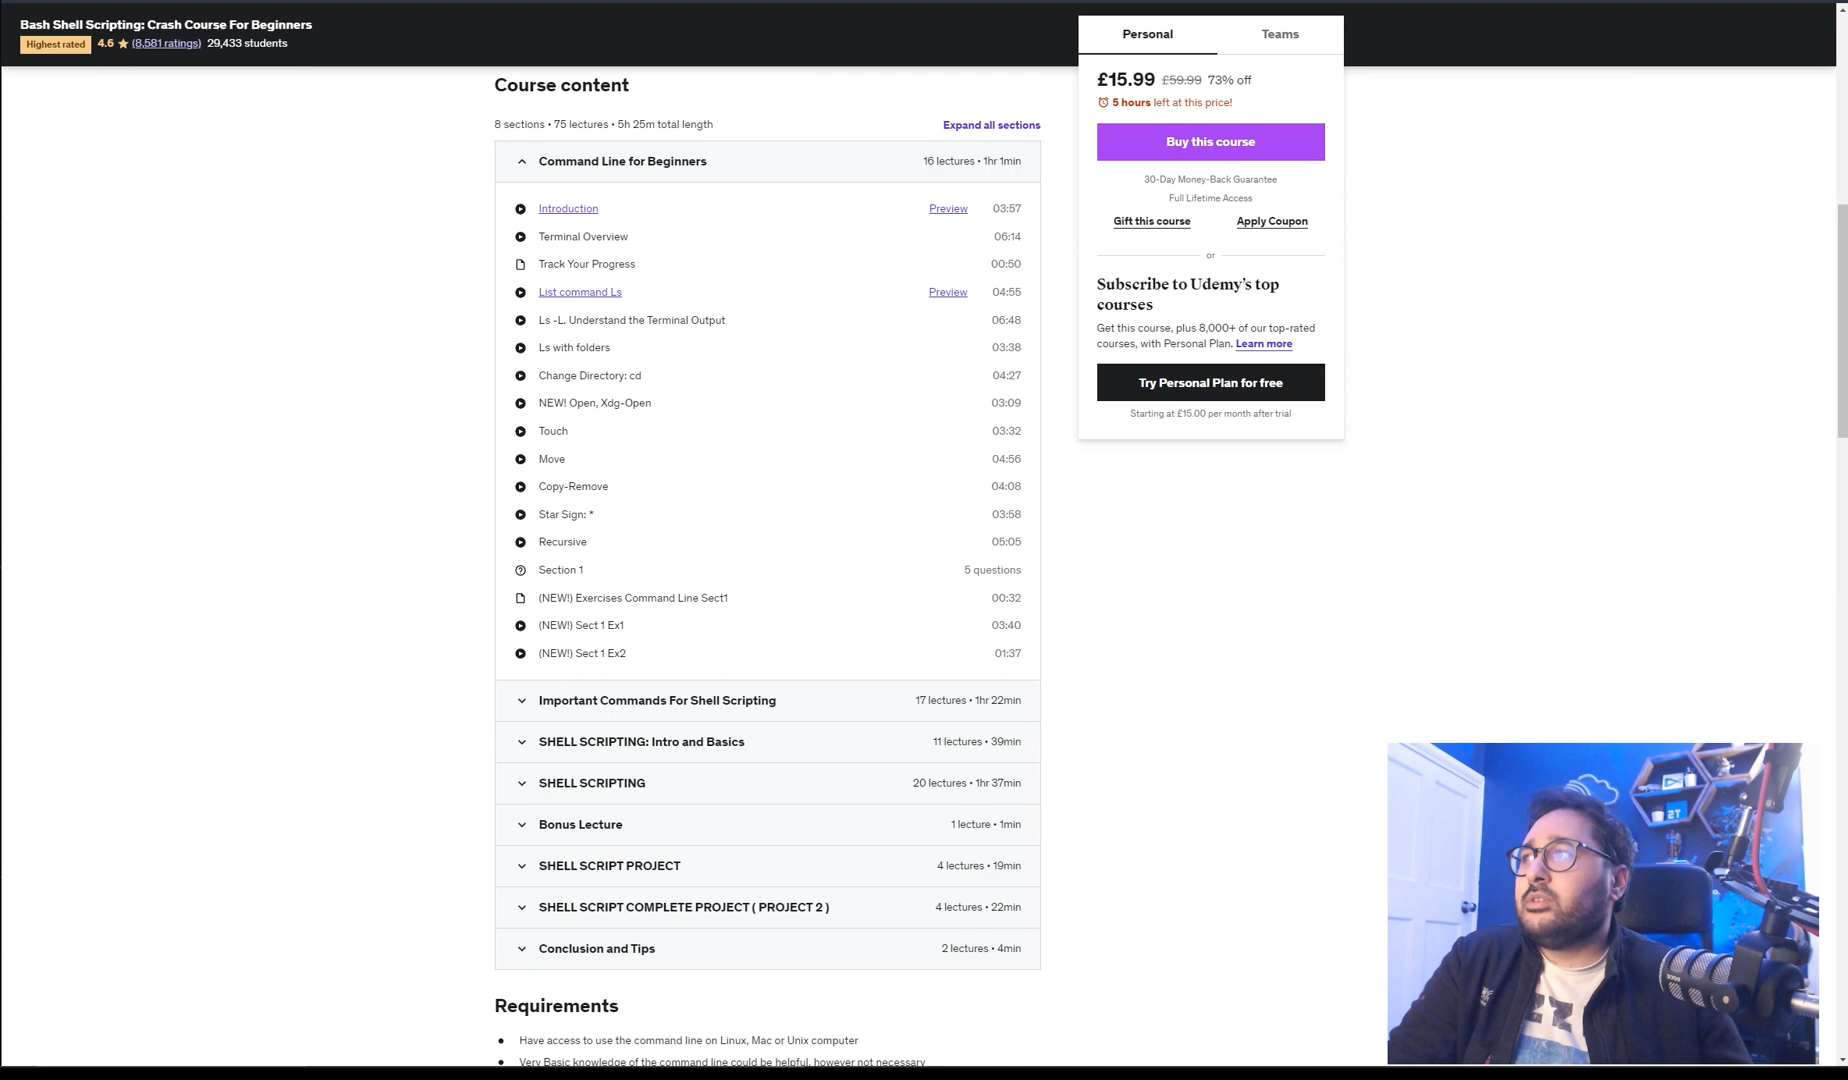 Bash Shell Scripting: Crash Course For Beginners
Highest rated 4.6 (8,581 ratings) 29,433 students
Personal Teams
£15.99 £59.99 73% off
5 hours left at this price!
Buy this course
30-Day Money-Back Guarantee
Full Lifetime Access
Gift this course Apply Coupon
or
Subscribe to Udemy's top
courses
Get this course, plus 8,000+ of our top-rated
courses, with Personal Plan. Learn more
Try Personal Plan for free
Starting at £15.00 per month after trial
Course content
8 sections • 75 lectures • 5h 25m total length Expand all sections
Command Line for Beginners 16 lectures • 1hr 1min
Introduction Preview 03:57
Terminal Overview 06:14
Track Your Progress 00:50
List command Ls Preview 04:55
Ls -L. Understand the Terminal Output 06:48
Ls with folders 03:38
Change Directory: cd 04:27
NEW! Open, Xdg-Open 03:09
Touch 03:32
Move 04:56
Copy-Remove 04:08
Star Sign: * 03:58
Recursive 05:05
Section 1 5 questions
(NEW!) Exercises Command Line Sect1 00:32
(NEW!) Sect 1 Ex1 03:40
(NEW!) Sect 1 Ex2 01:37
Important Commands For Shell Scripting 17 lectures • 1hr 22min
SHELL SCRIPTING: Intro and Basics 11 lectures • 39min
SHELL SCRIPTING 20 lectures • 1hr 37min
Bonus Lecture 1 lecture • 1min
SHELL SCRIPT PROJECT 4 lectures • 19min
SHELL SCRIPT COMPLETE PROJECT ( PROJECT 2 ) 4 lectures • 22min
Conclusion and Tips 2 lectures • 4min
Requirements
Have access to use the command line on Linux, Mac or Unix computer
Very Basic knowledge of the command line could be helpful, however not necessary
2T